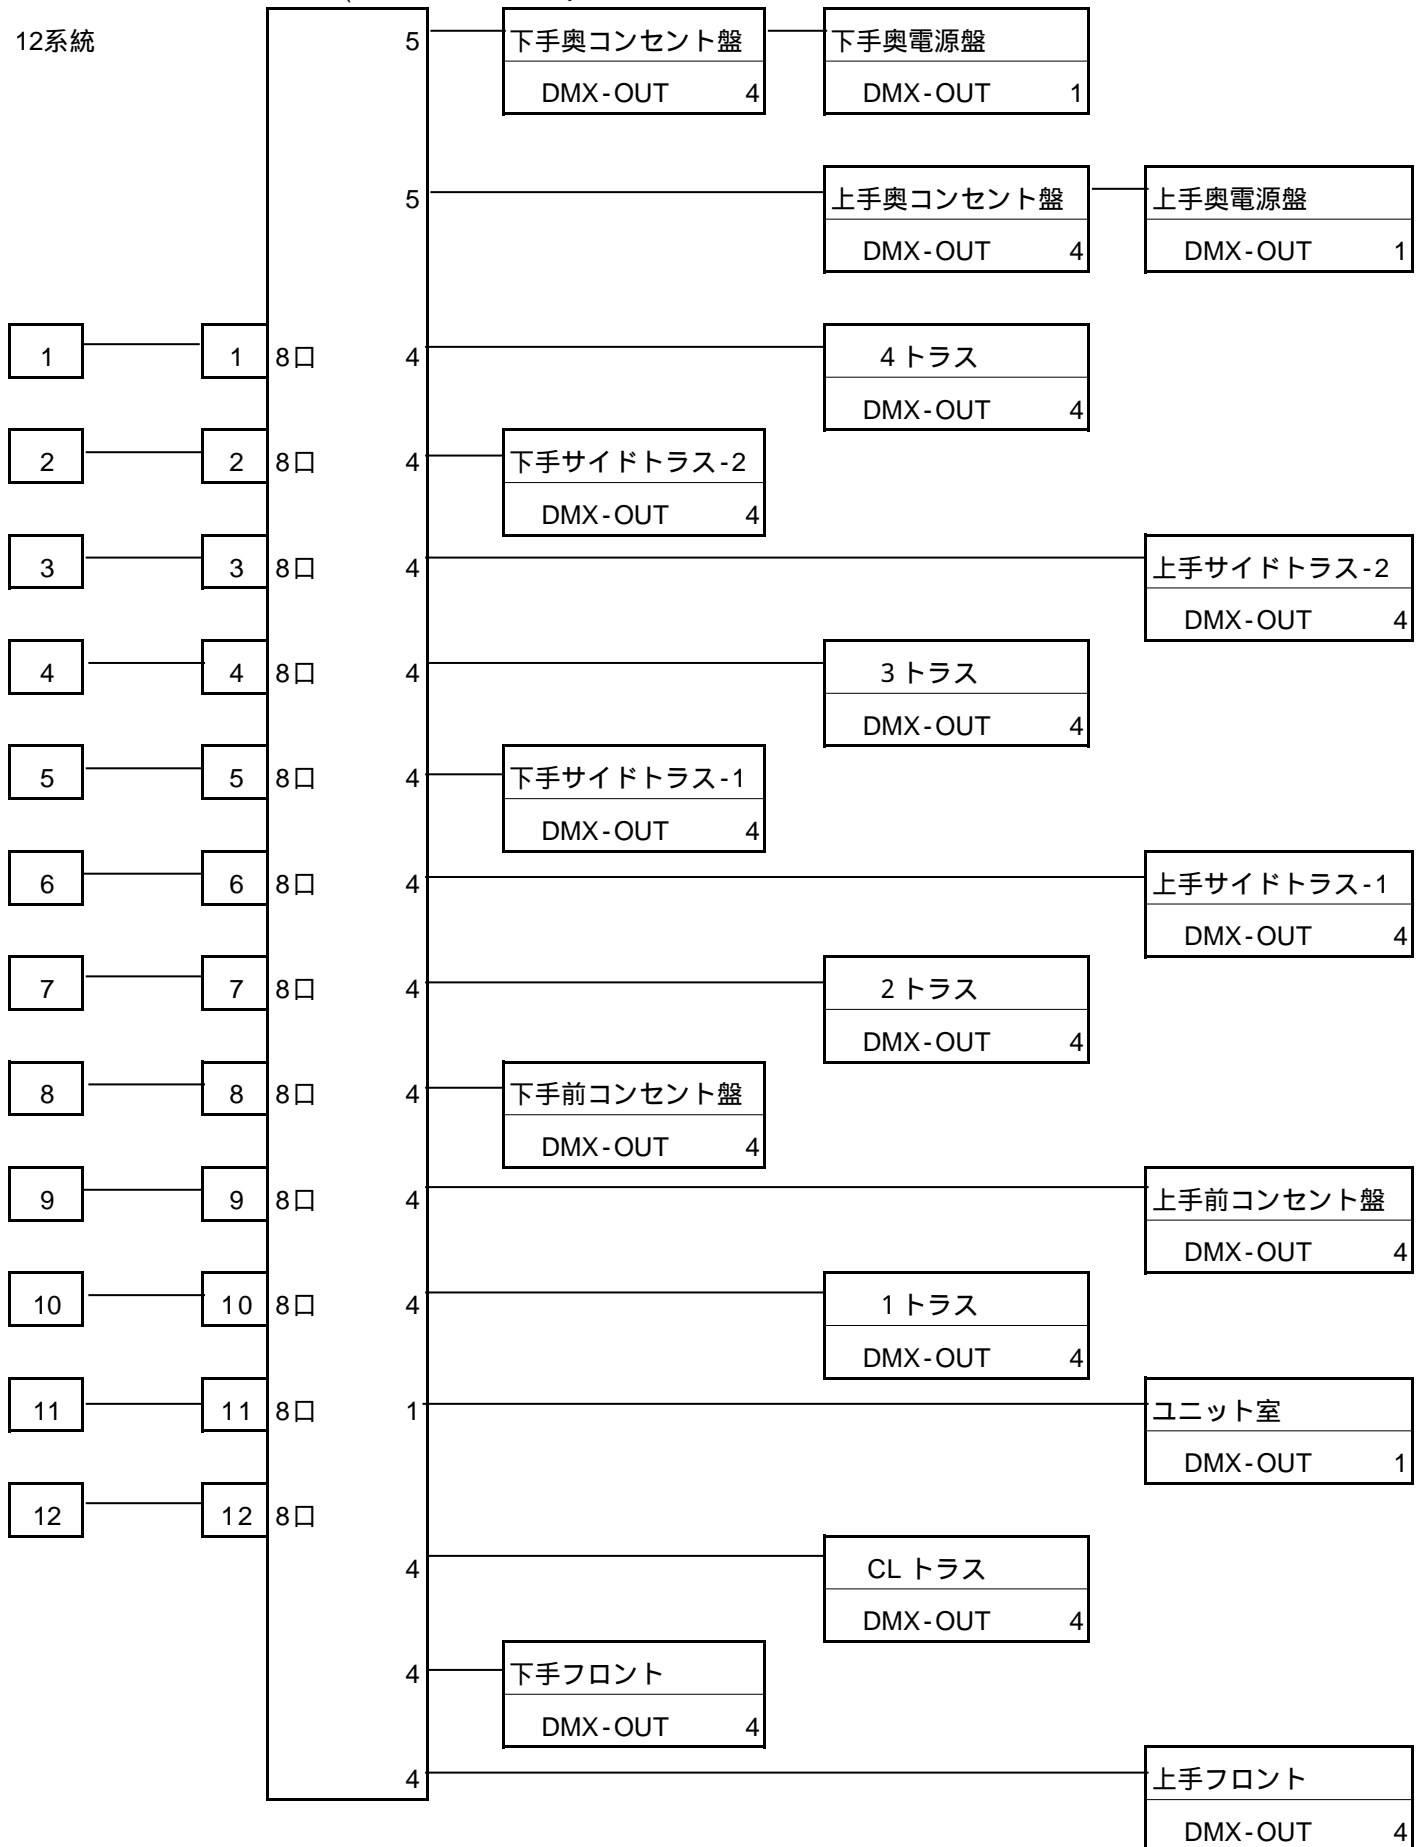 12系統
5 下手奥コンセント盤 下手奥電源盤
DMX-OUT 4 DMX-OUT 1
5 上手奥コンセント盤 上手奥電源盤
DMX-OUT 4 DMX-OUT 1
1 1 8口 4 4トラス
DMX-OUT 4
2 2 8口 4 下手サイドトラス-2
DMX-OUT 4
3 3 8口 4 上手サイドトラス-2
DMX-OUT 4
4 4 8口 4 3トラス
DMX-OUT 4
5 5 8口 4 下手サイドトラス-1
DMX-OUT 4
6 6 8口 4 上手サイドトラス-1
DMX-OUT 4
7 7 8口 4 2トラス
DMX-OUT 4
8 8 8口 4 下手前コンセント盤
DMX-OUT 4
9 9 8口 4 上手前コンセント盤
DMX-OUT 4
10 10 8口 4 1トラス
DMX-OUT 4
11 11 8口 1 ユニット室
DMX-OUT 1
12 12 8口
4 CL トラス
DMX-OUT 4
4 下手フロント
DMX-OUT 4
4 上手フロント
DMX-OUT 4